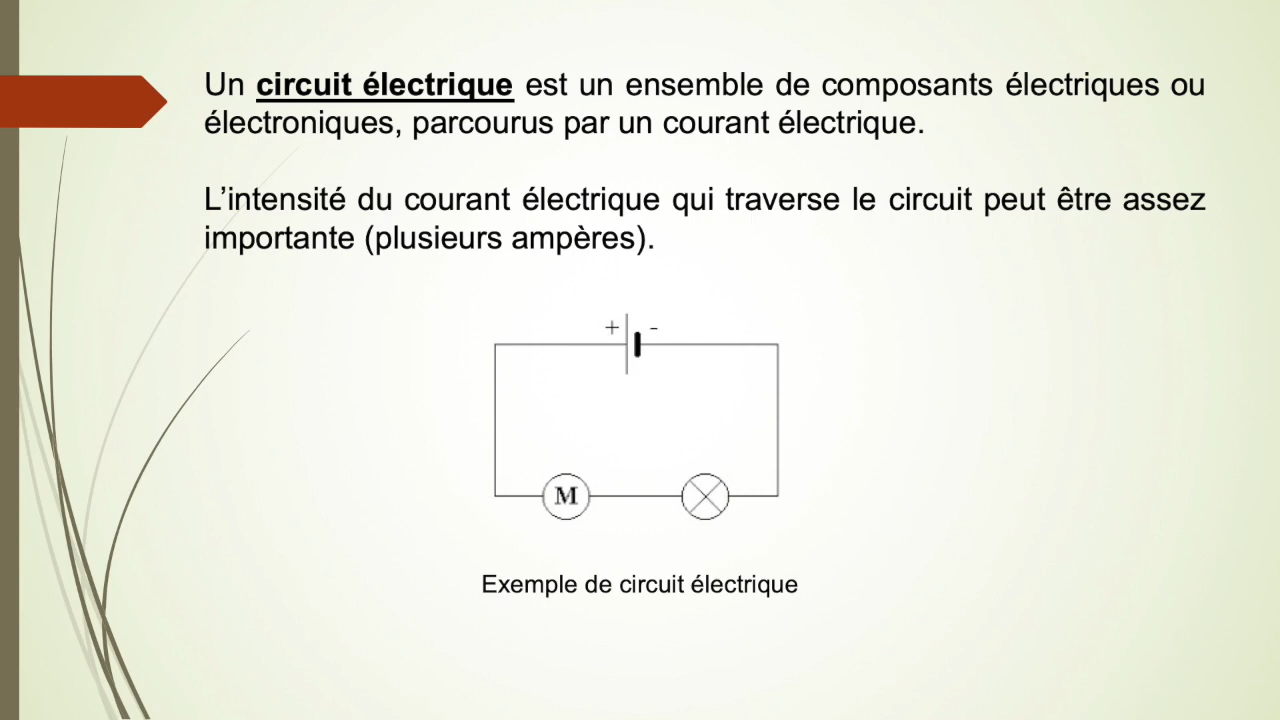 Un circuit électrique est un ensemble de composants électriques ou
électroniques, parcourus par un courant électrique.
L’intensité du courant électrique qui traverse le circuit peut être assez
importante (plusieurs ampères).
+ -
M
Exemple de circuit électrique